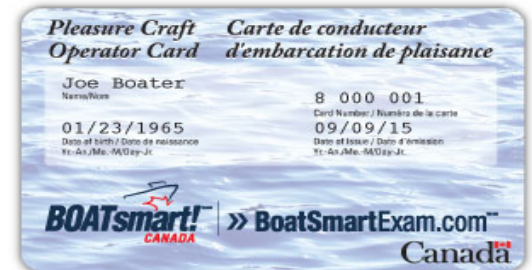 Pleasure Craft Operator Card
Carte de conducteur d'embarcation de plaisance
Joe Boater
Name/Nom
8 000 001
Card Number / Numéro de la carte
01/23/1965
Date of birth / Date de naissance
Yr.-An./Mo.-M/Day-Jr.
09/09/15
Date of Issue / Date d'émission
Yr.-An./Mo.-M/Day-Jr.
BOATsmart!™
CANADA
>> BoatSmartExam.com™
Canada